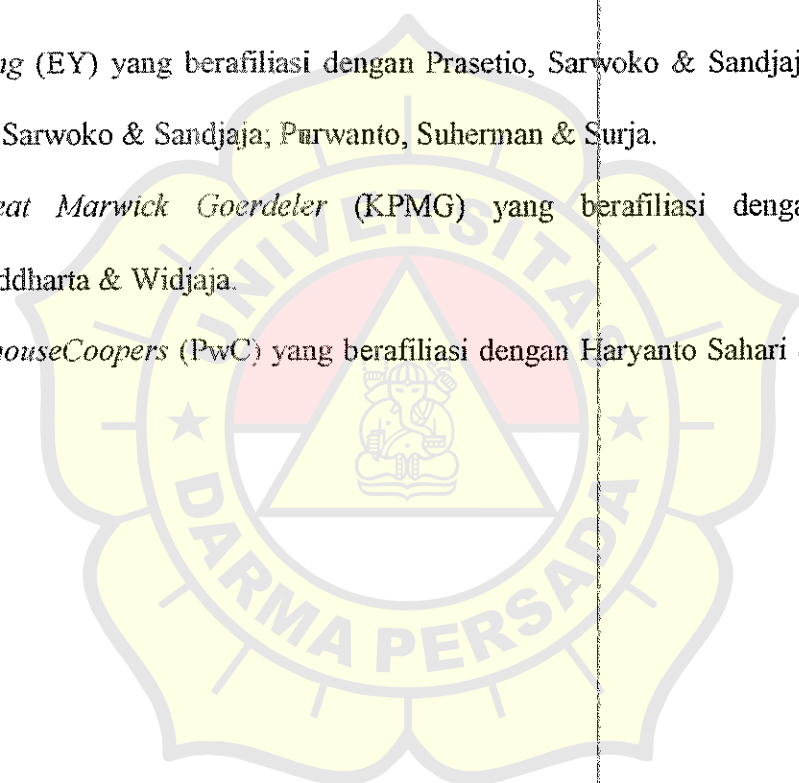 ng (EY) yang berafiliasi dengan Prasetio, Sarwoko & Sandjaj
Sarwoko & Sandjaja; Purwanto, Suherman & Surja.
eat Marwick Goerdeler (KPMG) yang berafiliasi denga
ddharta & Widjaja.
houseCoopers (PwC) yang berafiliasi dengan Haryanto Sahari
UNIVERSITAS
DARMA PERSADA